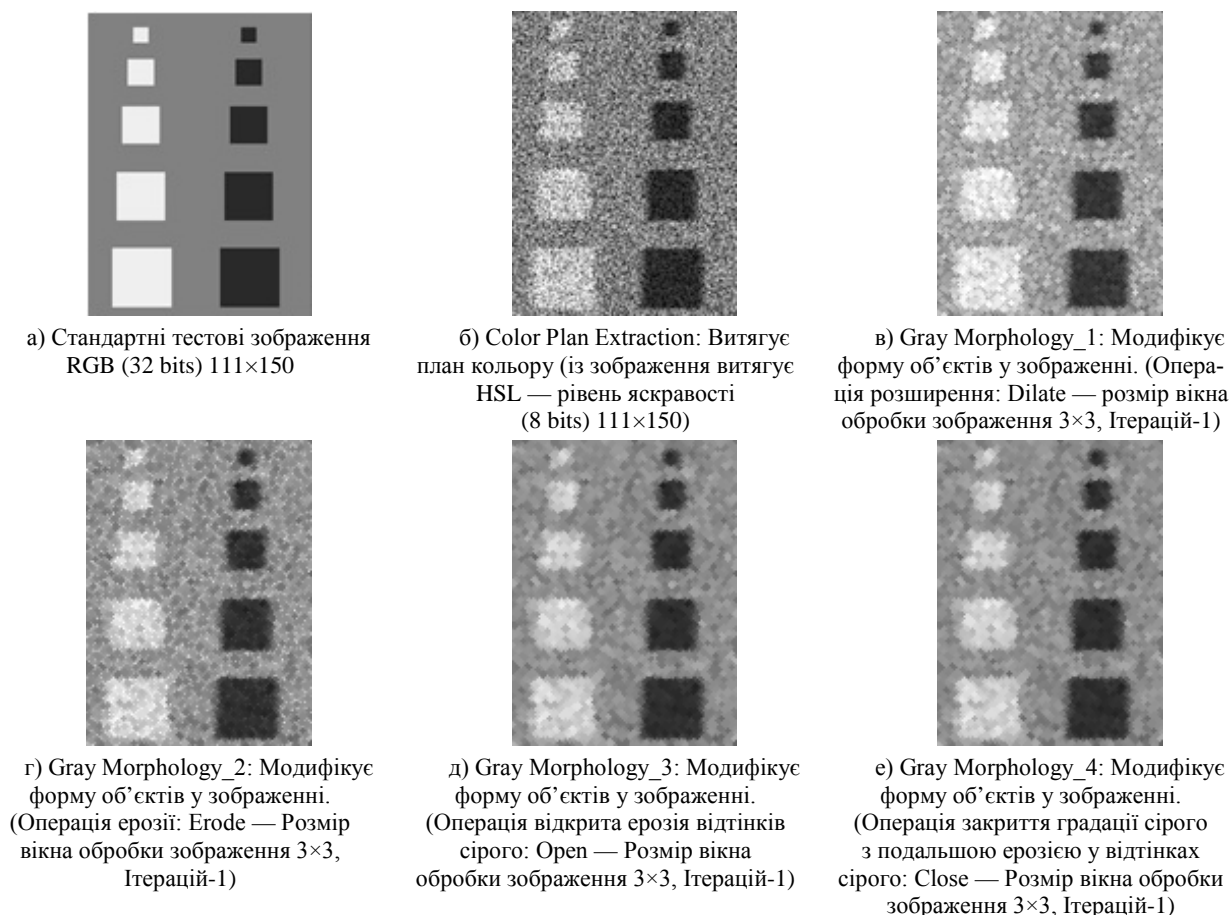 а) Стандартні тестові зображення
RGB (32 bits) 111×150
б) Color Plan Extraction: Витягує
план кольору (із зображення витягує
HSL — рівень яскравості
(8 bits) 111×150)
в) Gray Morphology_1: Модифікує
форму об’єктів у зображенні. (Опера-
ція розширення: Dilate — розмір вікна
обробки зображення 3×3, Ітерацій-1)
г) Gray Morphology_2: Модифікує
форму об’єктів у зображенні.
(Операція ерозії: Erode — Розмір
вікна обробки зображення 3×3,
Ітерацій-1)
д) Gray Morphology_3: Модифікує
форму об’єктів у зображенні.
(Операція відкрита ерозія відтінків
сірого: Open — Розмір вікна
обробки зображення 3×3, Ітерацій-1)
е) Gray Morphology_4: Модифікує
форму об’єктів у зображенні.
(Операція закриття градації сірого
з подальшою ерозією у відтінках
сірого: Close — Розмір вікна обробки
зображення 3×3, Ітерацій-1)